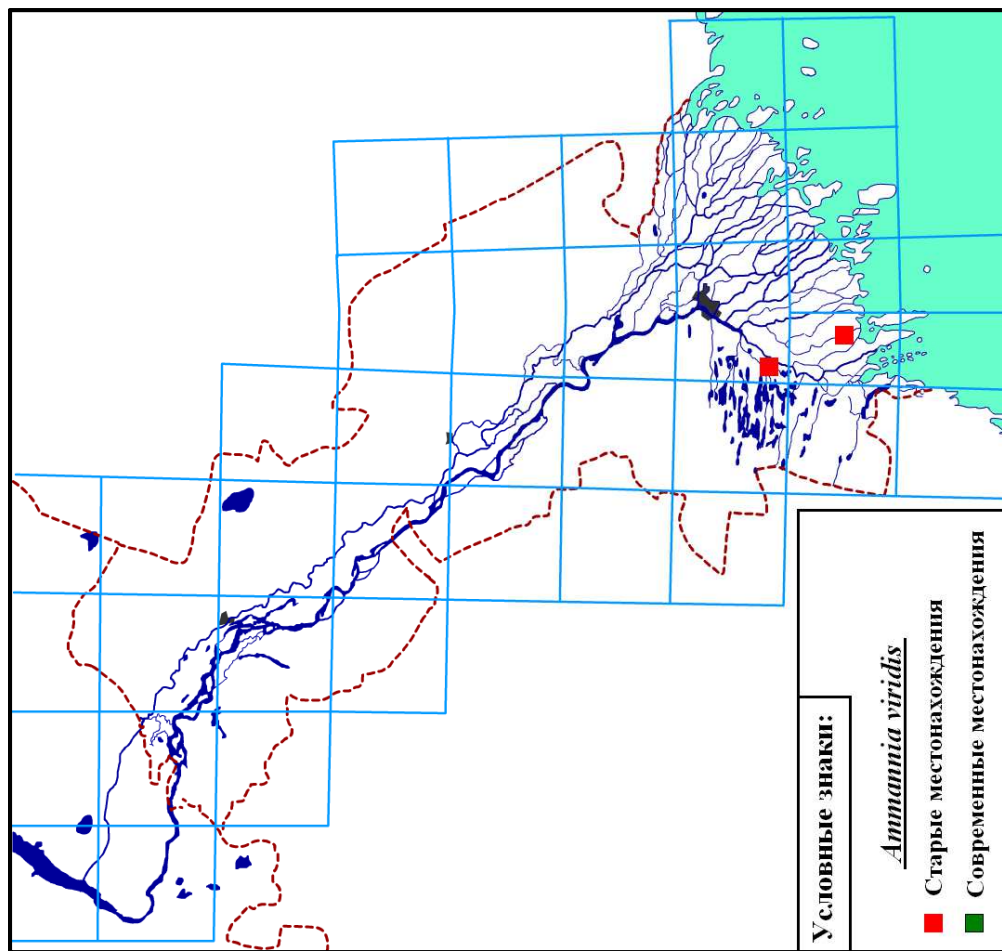 Условные знаки:
Ammannia viridis
Старые местонахождения
Современные местонахождения